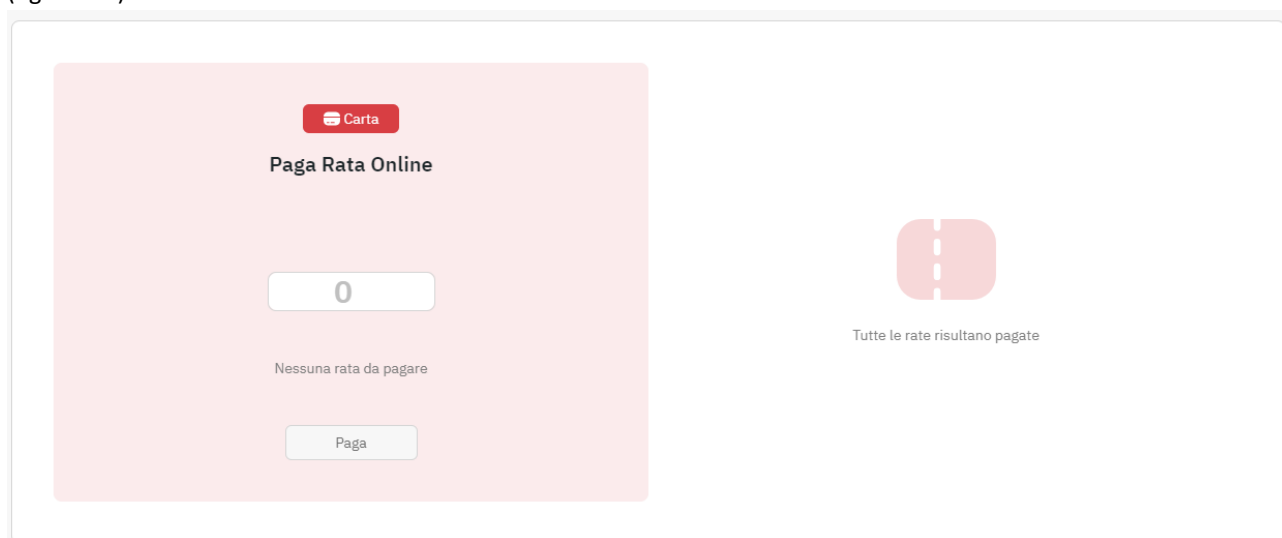 Carta
Paga Rata Online
0
Nessuna rata da pagare
Paga
Tutte le rate risultano pagate